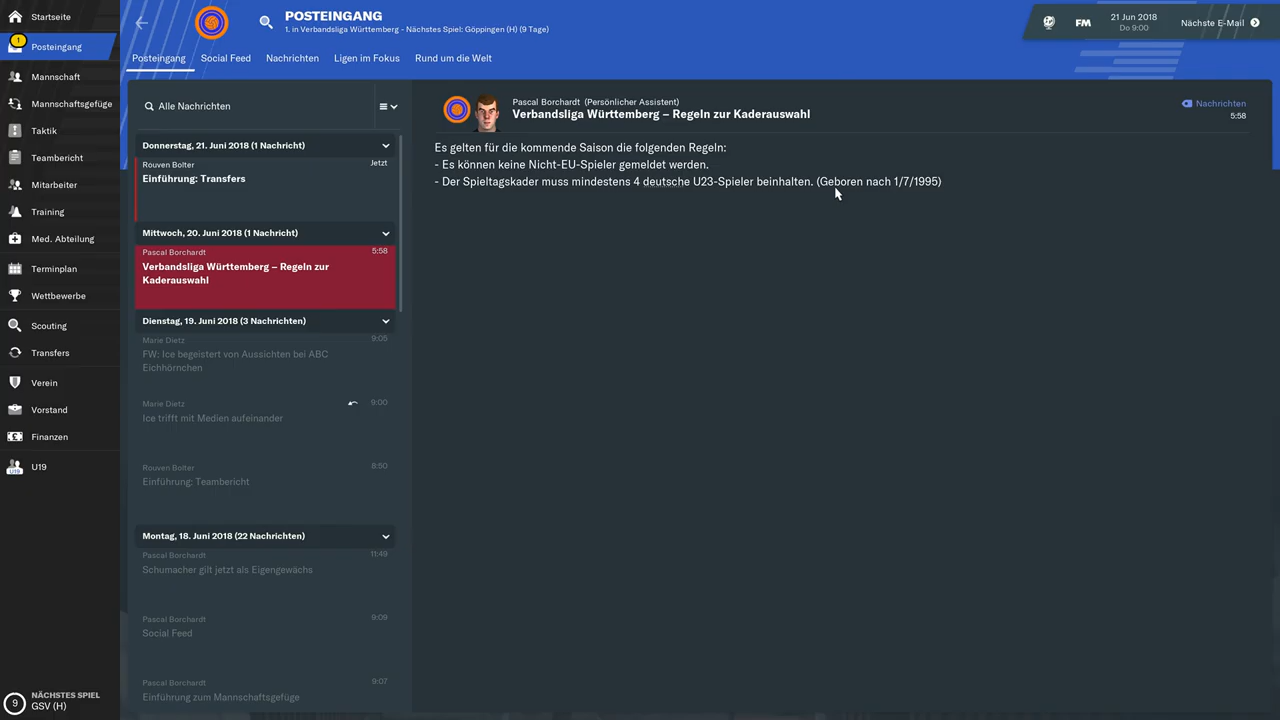 Startseite
1
Posteingang
Mannschaft
Mannschaftsgefüge
Taktik
Teambericht
Mitarbeiter
Training
Med. Abteilung
Terminplan
Wettbewerbe
Scouting
Transfers
Verein
Vorstand
Finanzen
U19
U19
9
NÄCHSTES SPIEL
GSV (H)
POSTEINGANG
1. in Verbandsliga Württemberg - Nächstes Spiel: Göppingen (H) (9 Tage)
FM
21 Jun 2018
Do 9:00
Nächste E-Mail
Posteingang
Social Feed
Nachrichten
Ligen im Fokus
Rund um die Welt
Alle Nachrichten
Donnerstag, 21. Juni 2018 (1 Nachricht)
Rouven Bolter
Jetzt
Einführung: Transfers
Mittwoch, 20. Juni 2018 (1 Nachricht)
Pascal Borchardt
5:58
Verbandsliga Württemberg – Regeln zur
Kaderauswahl
Dienstag, 19. Juni 2018 (3 Nachrichten)
Marie Dietz
9:05
FW: Ice begeistert von Aussichten bei ABC
Eichhörnchen
Marie Dietz
9:00
Ice trifft mit Medien aufeinander
Rouven Bolter
8:50
Einführung: Teambericht
Montag, 18. Juni 2018 (22 Nachrichten)
Pascal Borchardt
11:49
Schumacher gilt jetzt als Eigengewächs
Pascal Borchardt
9:09
Social Feed
Pascal Borchardt
9:07
Einführung zum Mannschaftsgefüge
Pascal Borchardt (Persönlicher Assistent)
Verbandsliga Württemberg – Regeln zur Kaderauswahl
Nachrichten
5:58
Es gelten für die kommende Saison die folgenden Regeln:
- Es können keine Nicht-EU-Spieler gemeldet werden.
- Der Spieltagskader muss mindestens 4 deutsche U23-Spieler beinhalten. (Geboren nach 1/7/1995)